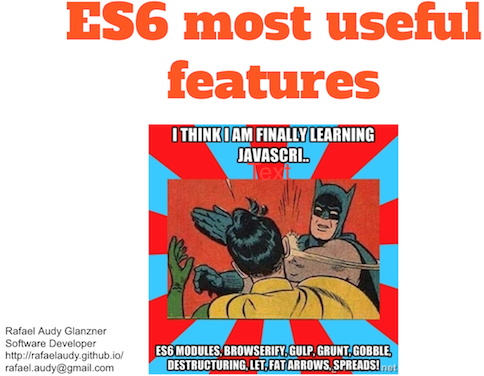 ES6 most useful
features
I THINK I AM FINALLY LEARNING
JAVASCRI..
Text
ES6 MODULES, BROWSERIFY, GULP, GRUNT, GOBBLE,
DESTRUCTURING, LET, FAT ARROWS, SPREADS!
net
Rafael Audy Glanzner
Software Developer
http://rafaelaudy.github.io/
rafael.audy@gmail.com